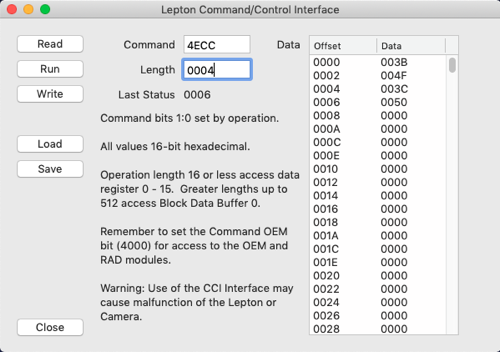 Lepton Command/Control Interface
Read
Command 4ECC
Data
Run
Length 0004
Write
Last Status 0006
Command bits 1:0 set by operation.
Load
All values 16-bit hexadecimal.
Save
Operation length 16 or less access data
register 0 - 15. Greater lengths up to
512 access Block Data Buffer 0.
Remember to set the Command OEM
bit (4000) for access to the OEM and
RAD modules.
Warning: Use of the CCI Interface may
cause malfunction of the Lepton or
Camera.
Close
Offset Data
0000 003B
0002 004F
0004 003C
0006 0050
0008 0000
000A 0000
000C 0000
000E 0000
0010 0000
0012 0000
0014 0000
0016 0000
0018 0000
001A 0000
001C 0000
001E 0000
0020 0000
0022 0000
0024 0000
0026 0000
0028 0000